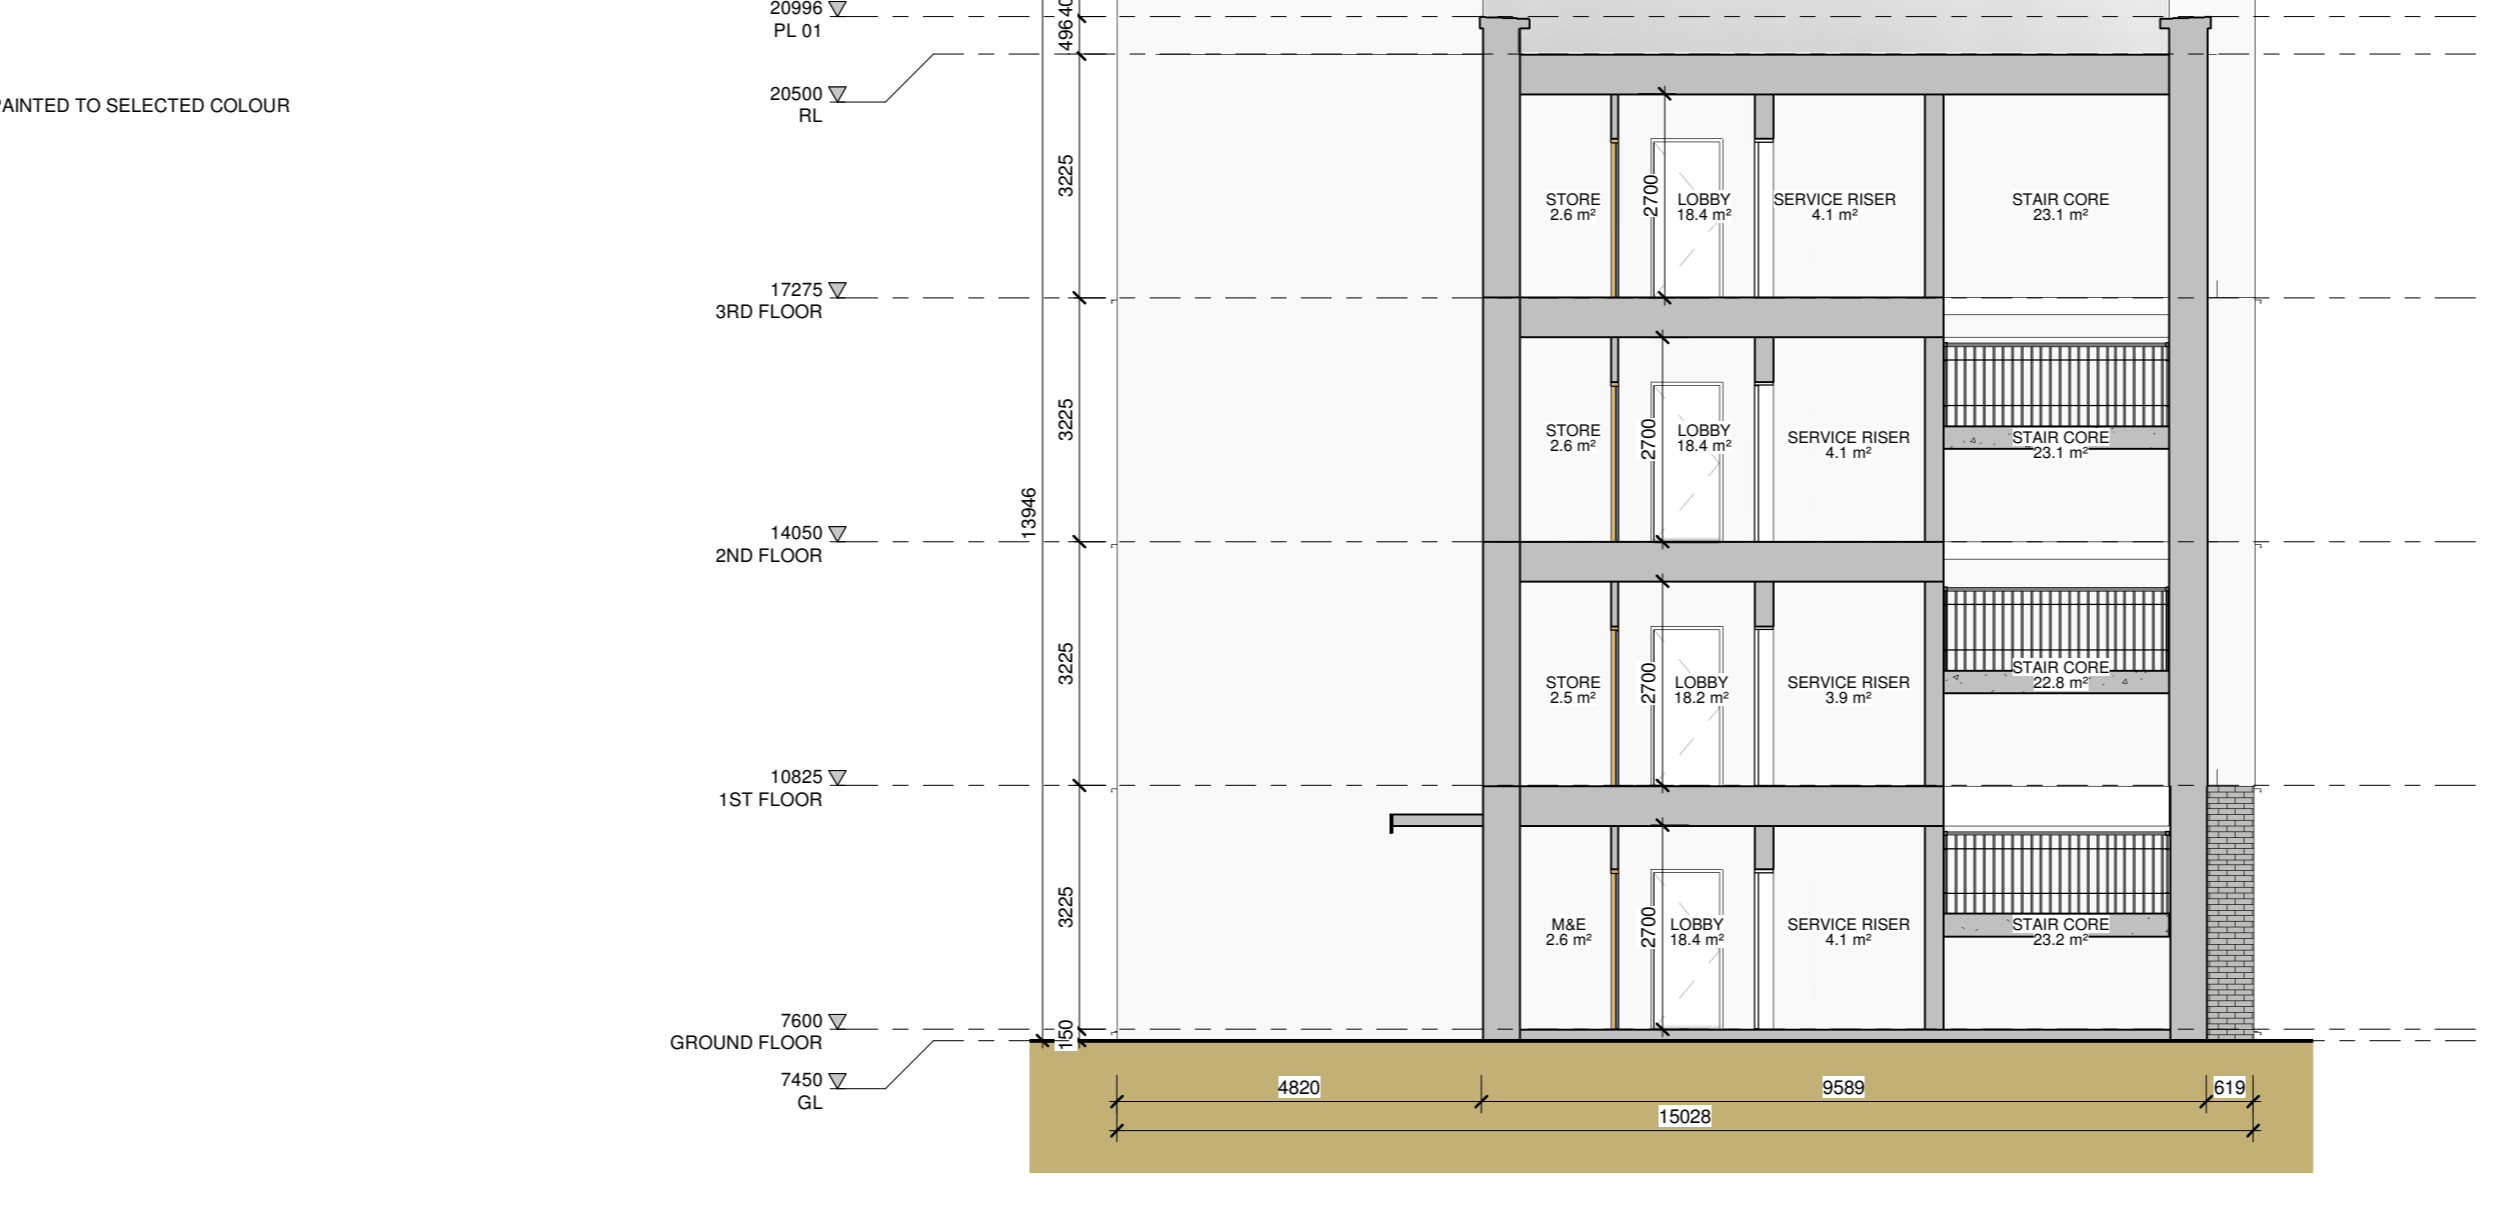 20996
PL 01
496
40
PAINTED TO SELECTED COLOUR
20500
RL
3225
2700
STORE
2.6 m²
LOBBY
18.4 m²
SERVICE RISER
4.1 m²
STAIR CORE
23.1 m²
17275
3RD FLOOR
3225
2700
STORE
2.6 m²
LOBBY
18.4 m²
SERVICE RISER
4.1 m²
STAIR CORE
23.1 m²
13946
14050
2ND FLOOR
3225
2700
STORE
2.5 m²
LOBBY
18.2 m²
SERVICE RISER
3.9 m²
STAIR CORE
22.8 m²
10825
1ST FLOOR
3225
2700
M&E
2.6 m²
LOBBY
18.4 m²
SERVICE RISER
4.1 m²
STAIR CORE
23.2 m²
7600
GROUND FLOOR
150
7450
GL
4820
9589
619
15028